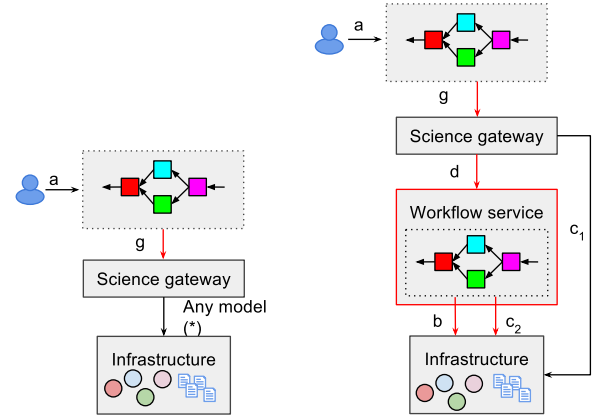 a
g
Science gateway
Any model
(*)
Infrastructure
a
g
Science gateway
d
Workflow service
c1
b
c2
Infrastructure